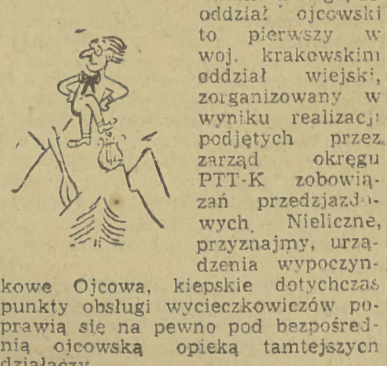 oddział ojcowski
to pierwszy w
woj. krakowskim
oddział wiejski,
zorganizowany w
wyniku realizacji
podjętych przez
zarząd okręgu
PTT-K zobowią-
zań przedzjazdo-
wych. Nieliczne,
przyznajmy, urzą-
dzenia wypoczyn-
kowe Ojcowa, kiepskie dotychczas
punkty obsługi wycieczkowiczów po-
prawią się na pewno pod bezpośred-
nią ojcowską opieką tamtejszych
działaczy